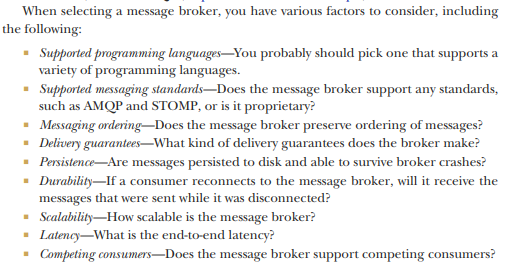 When selecting a message broker, you have various factors to consider, including
the following:
■ Supported programming languages—You probably should pick one that supports a
variety of programming languages.
■ Supported messaging standards—Does the message broker support any standards,
such as AMQP and STOMP, or is it proprietary?
■ Messaging ordering—Does the message broker preserve ordering of messages?
■ Delivery guarantees—What kind of delivery guarantees does the broker make?
■ Persistence—Are messages persisted to disk and able to survive broker crashes?
■ Durability—If a consumer reconnects to the message broker, will it receive the
messages that were sent while it was disconnected?
■ Scalability—How scalable is the message broker?
■ Latency—What is the end-to-end latency?
■ Competing consumers—Does the message broker support competing consumers?